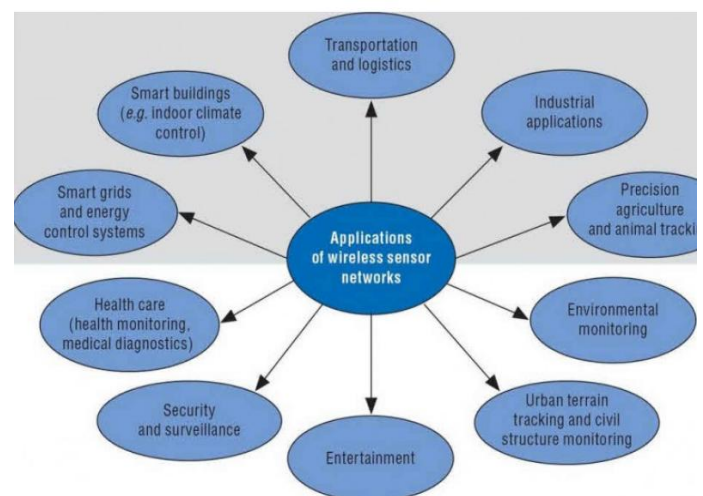 Transportation
and logistics
Smart buildings
(e.g. indoor climate
control)
Industrial
applications
Smart grids
and energy
control systems
Precision
agriculture
and animal tracki
Applications
of wireless sensor
networks
Health care
(health monitoring,
medical diagnostics)
Environmental
monitoring
Security
and surveillance
Urban terrain
tracking and civil
structure monitoring
Entertainment